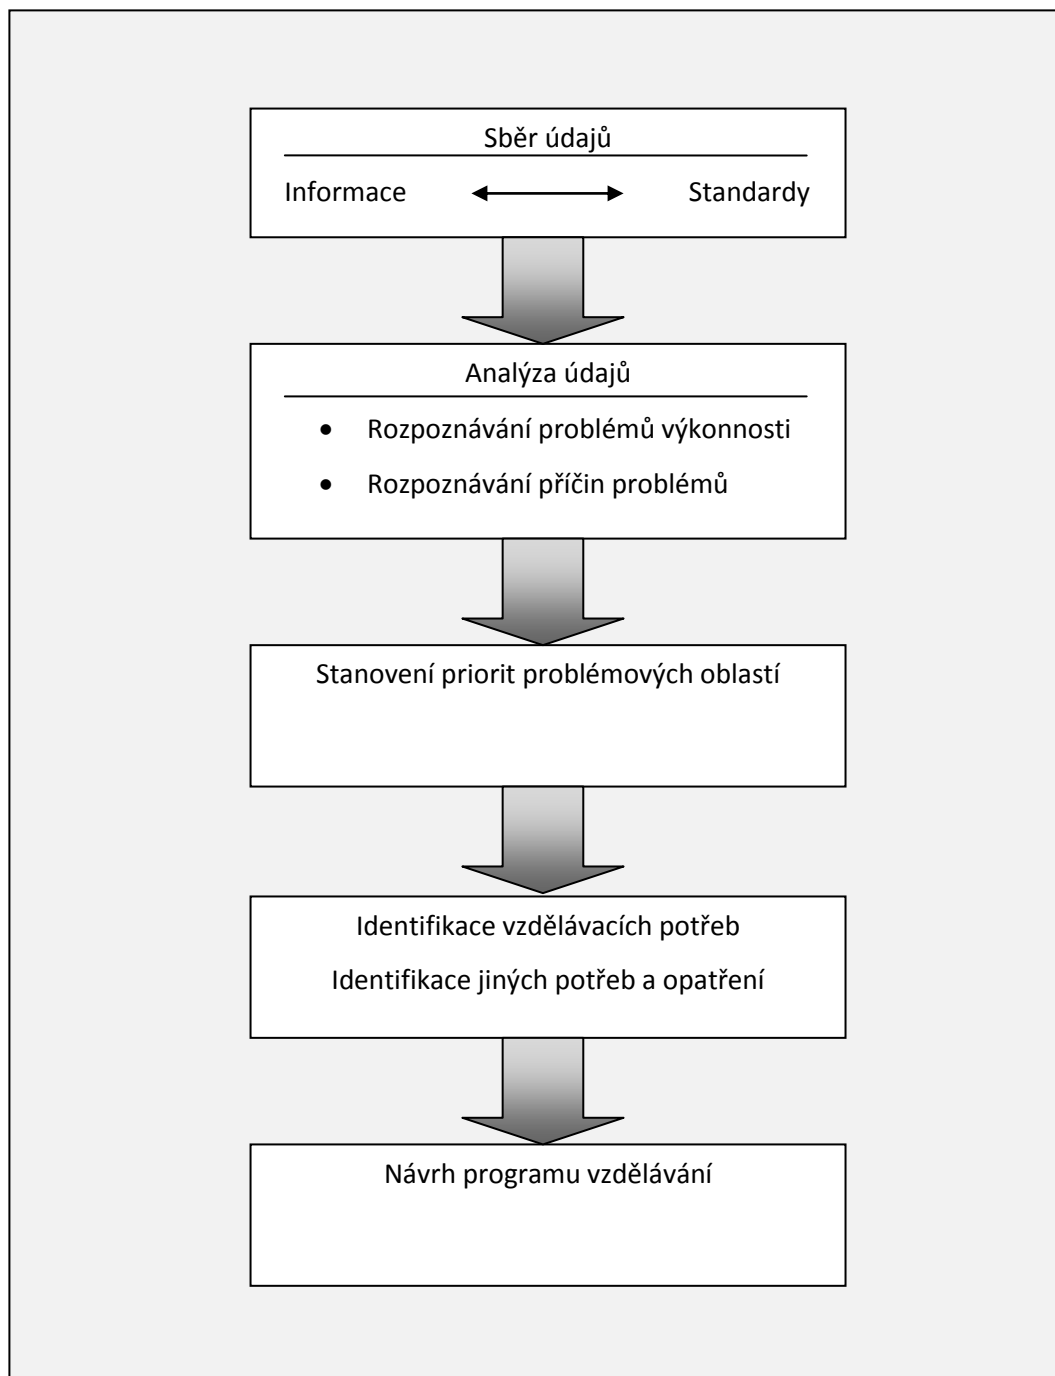 Sběr údajů
Informace Standardy
Analýza údajů
• Rozpoznávání problémů výkonnosti
• Rozpoznávání příčin problémů
Stanovení priorit problémových oblastí
Identifikace vzdělávacích potřeb
Identifikace jiných potřeb a opatření
Návrh programu vzdělávání